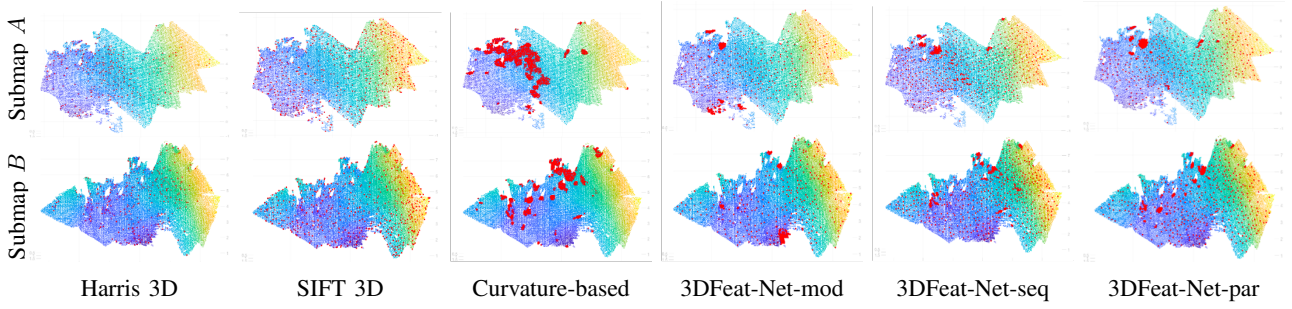 Submap A
Submap B
Harris 3D
SIFT 3D
Curvature-based
3DFeat-Net-mod
3DFeat-Net-seq
3DFeat-Net-par